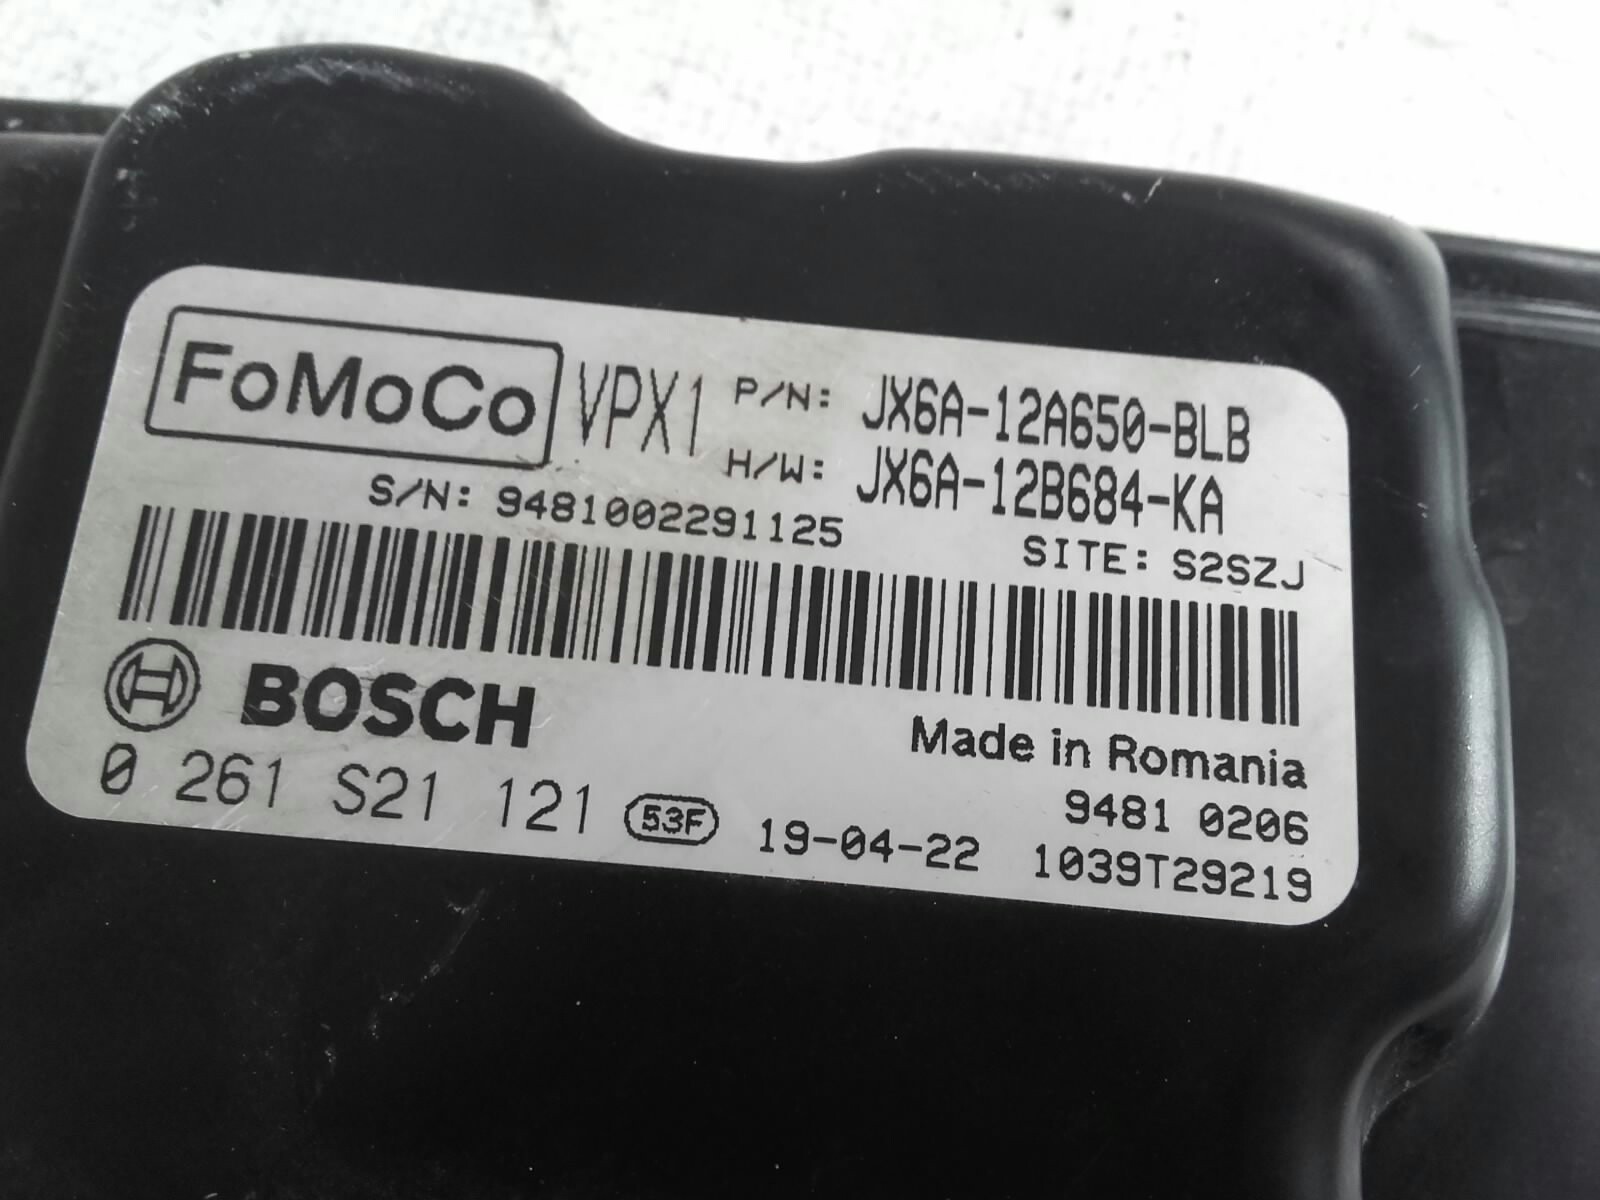 FoMoCo VPX1 P/N: JX6A-12A650-BLB
H/W: JX6A-12B684-KA
S/N: 9481002291125
SITE: S2SZJ
BOSCH
Made in Romania
0 261 S21 121 53F
9481 0206
19-04-22 1039T29219